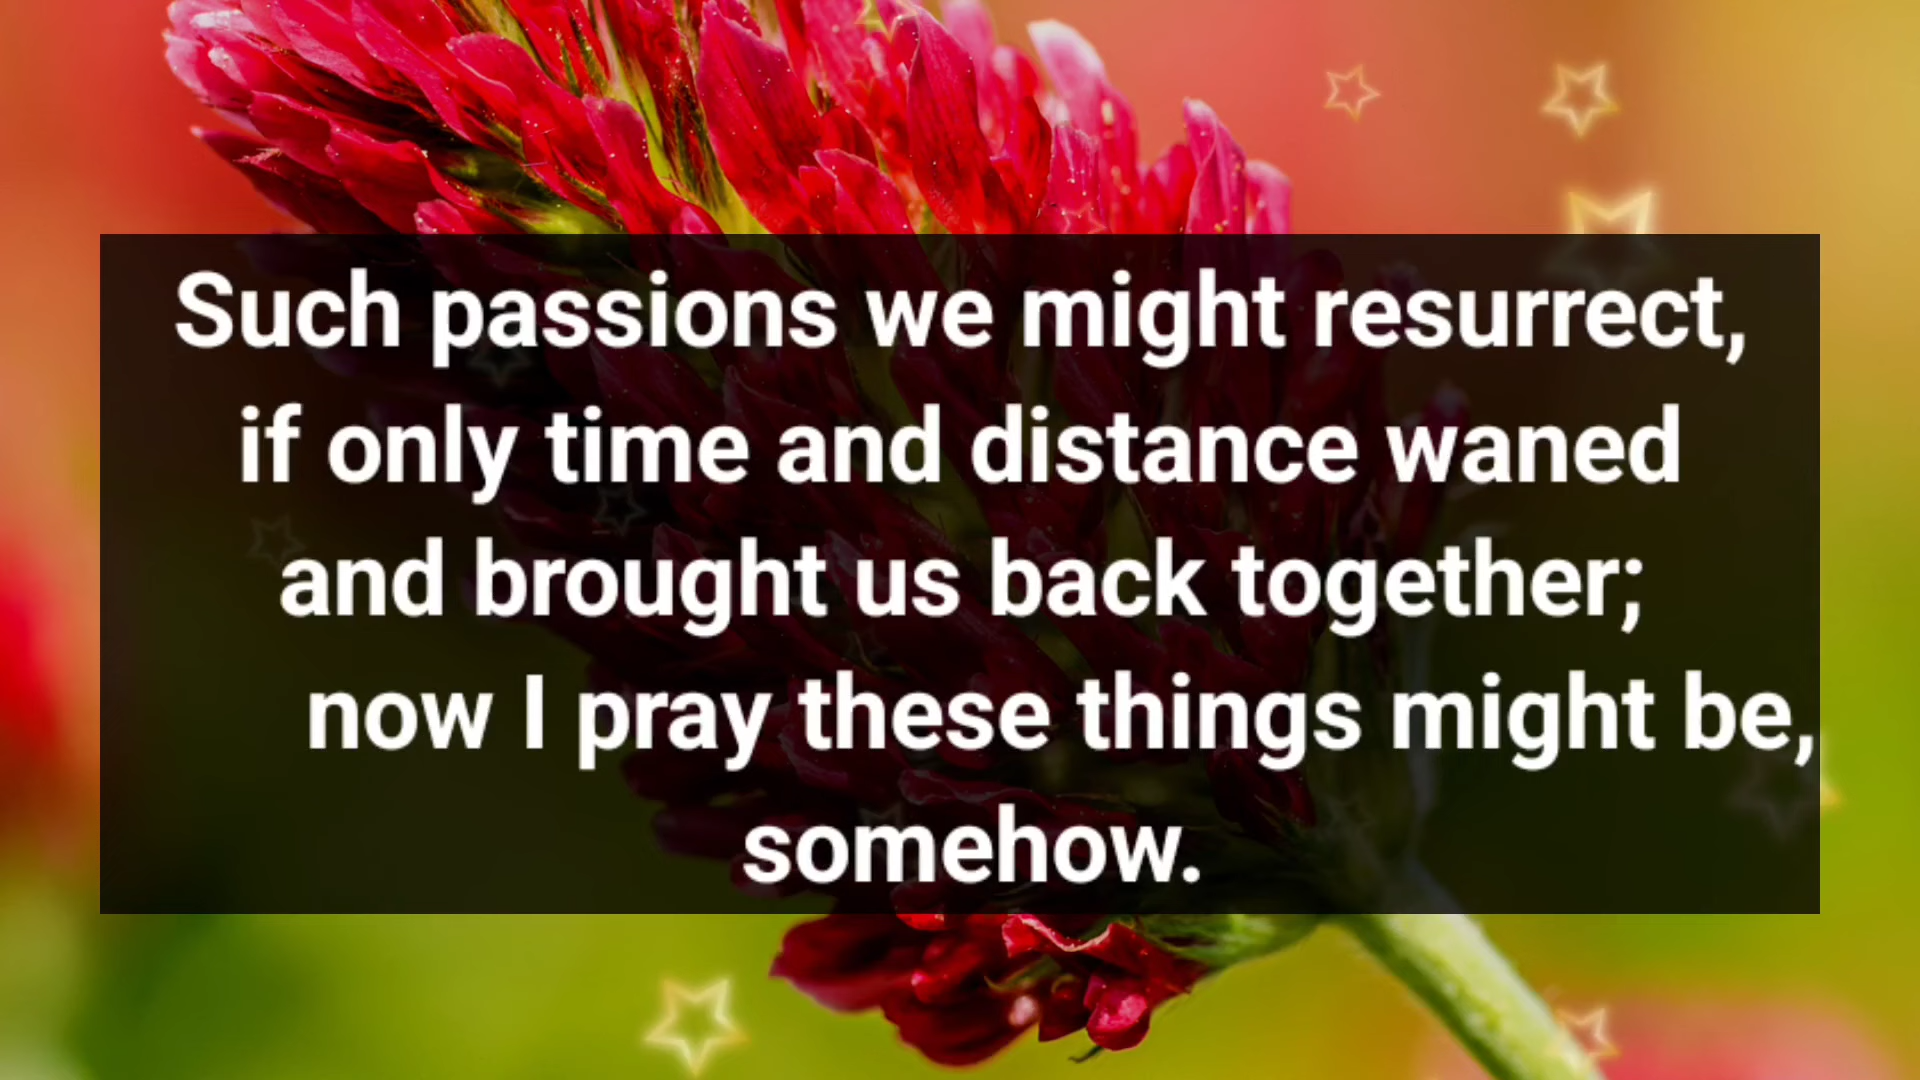 Such passions we might resurrect,
if only time and distance waned
and brought us back together;
now I pray these things might be,
somehow.